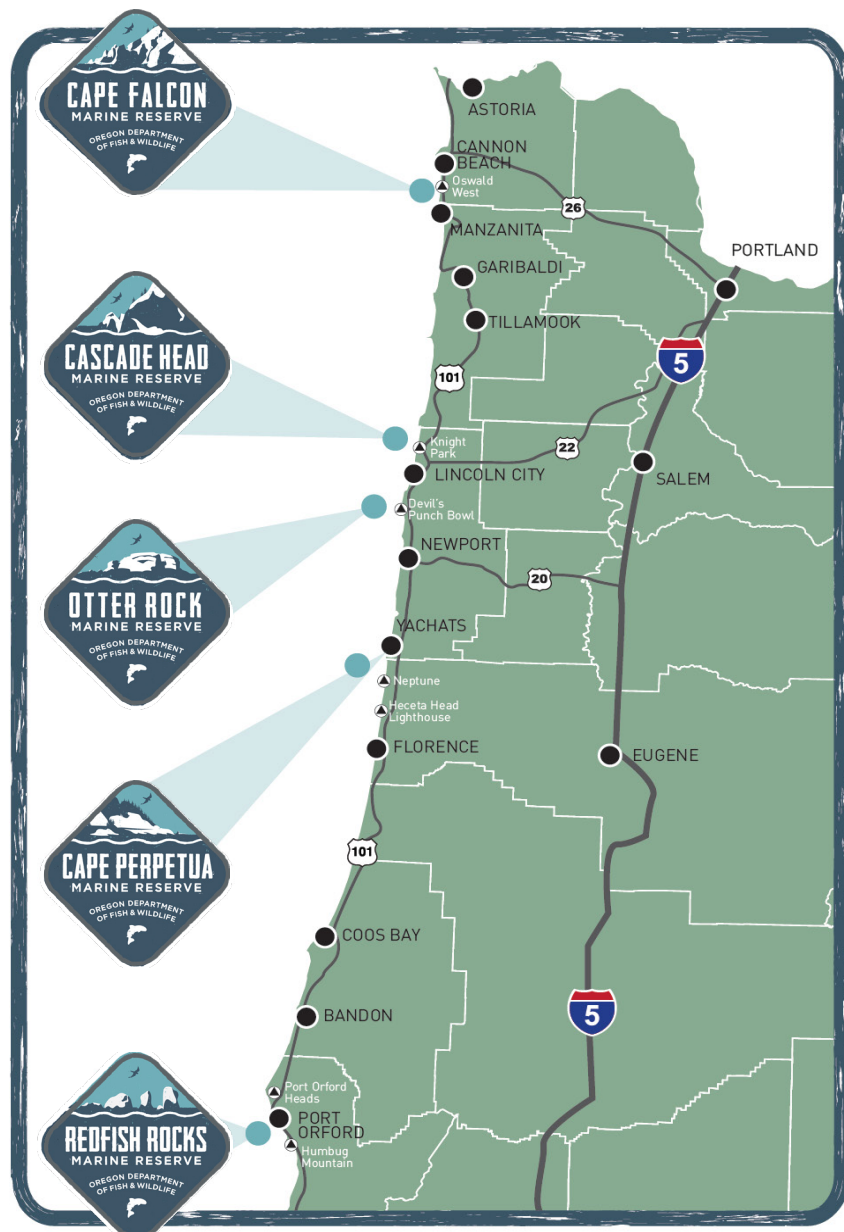 CAPE FALCON
MARINE RESERVE
OREGON DEPARTMENT
OF FISH & WILDLIFE
ASTORIA
CANNON
BEACH
Oswald
West
26
MANZANITA
PORTLAND
GARIBALDI
TILLAMOOK
CASCADE HEAD
MARINE RESERVE
OREGON DEPARTMENT
OF FISH & WILDLIFE
5
101
Knight
Park
22
LINCOLN CITY
SALEM
Devil's
Punch Bowl
OTTER ROCK
MARINE RESERVE
OREGON DEPARTMENT
OF FISH & WILDLIFE
NEWPORT
20
YACHATS
Neptune
Heceta Head
Lighthouse
FLORENCE
EUGENE
CAPE PERPETUA
MARINE RESERVE
OREGON DEPARTMENT
OF FISH & WILDLIFE
101
COOS BAY
BANDON
5
Port Orford
Heads
PORT
ORFORD
Humbug
Mountain
REDFISH ROCKS
MARINE RESERVE
OREGON DEPARTMENT
OF FISH & WILDLIFE